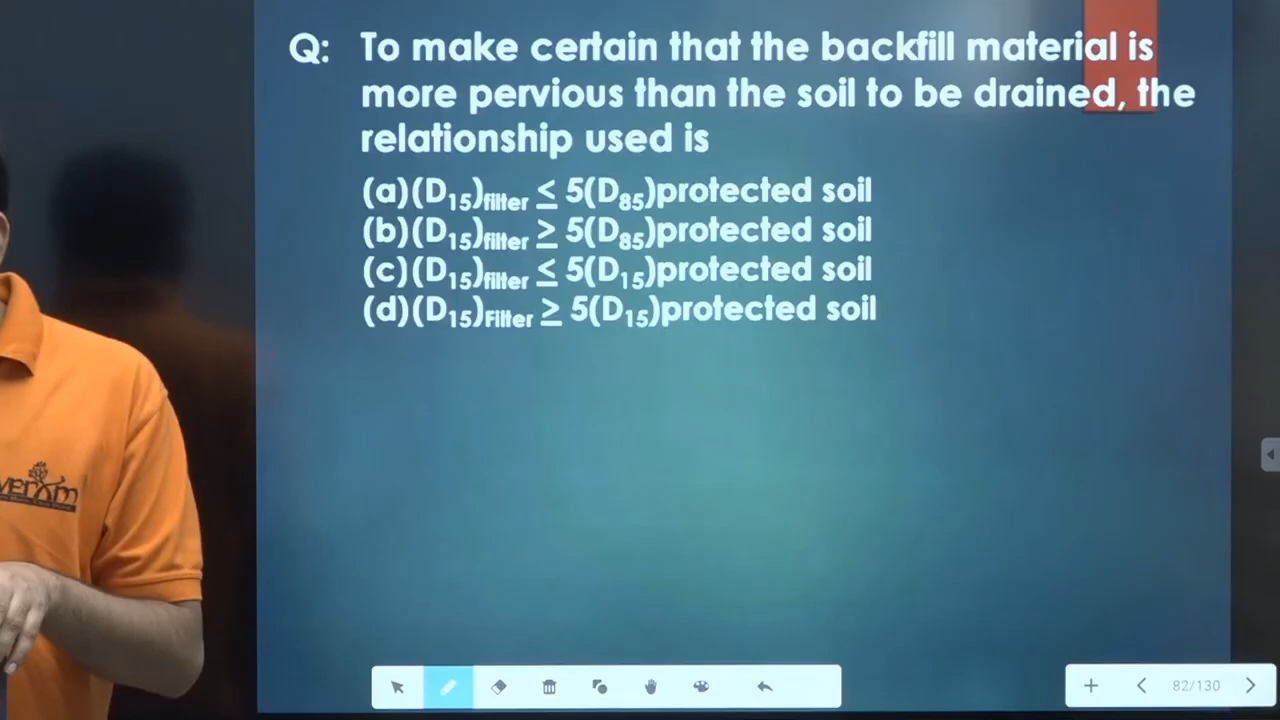 Q: To make certain that the backfill material is
more pervious than the soil to be drained, the
relationship used is
(a)(D15)filter ≤ 5(D85)protected soil
(b)(D15)filter ≥ 5(D85)protected soil
(c)(D15)filter ≤ 5(D15)protected soil
(d)(D15)Filter ≥ 5(D15)protected soil
82/130